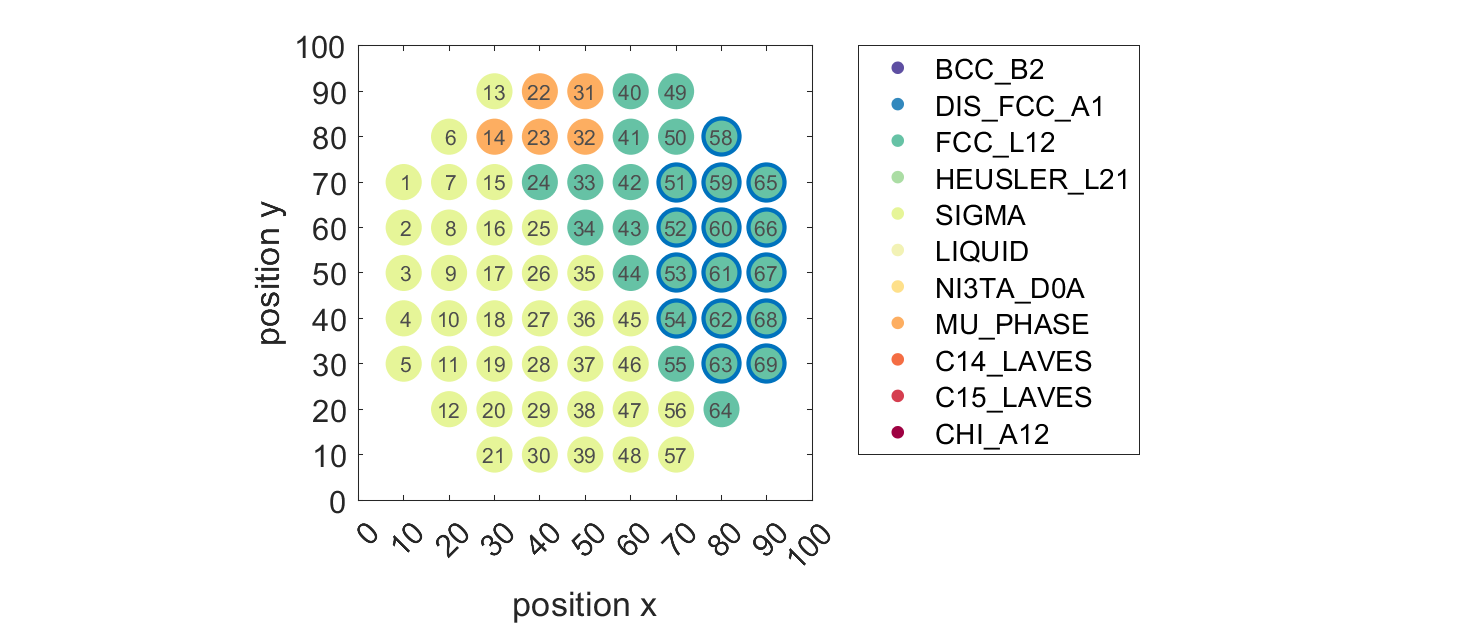 100
90
80
70
60
50
40
30
20
10
0
position y
13 22 31 40 49
6 14 23 32 41 50 58
1 7 15 24 33 42 51 59 65
2 8 16 25 34 43 52 60 66
3 9 17 26 35 44 53 61 67
4 10 18 27 36 45 54 62 68
5 11 19 28 37 46 55 63 69
12 20 29 38 47 56 64
21 30 39 48 57
0 10 20 30 40 50 60 70 80 90 100
position x
BCC_B2
DIS_FCC_A1
FCC_L12
HEUSLER_L21
SIGMA
LIQUID
NI3TA_D0A
MU_PHASE
C14_LAVES
C15_LAVES
CHI_A12